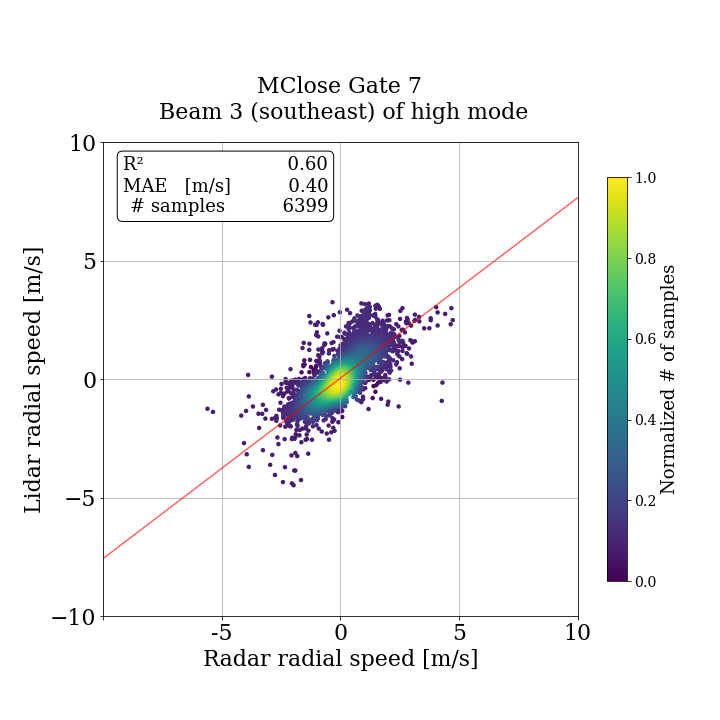 MClose Gate 7
Beam 3 (southeast) of high mode
R² 0.60
MAE [m/s] 0.40
# samples 6399
10
5
0
−5
−10
Lidar radial speed [m/s]
-5
0
5
10
Radar radial speed [m/s]
1.0
0.8
0.6
0.4
0.2
0.0
Normalized # of samples